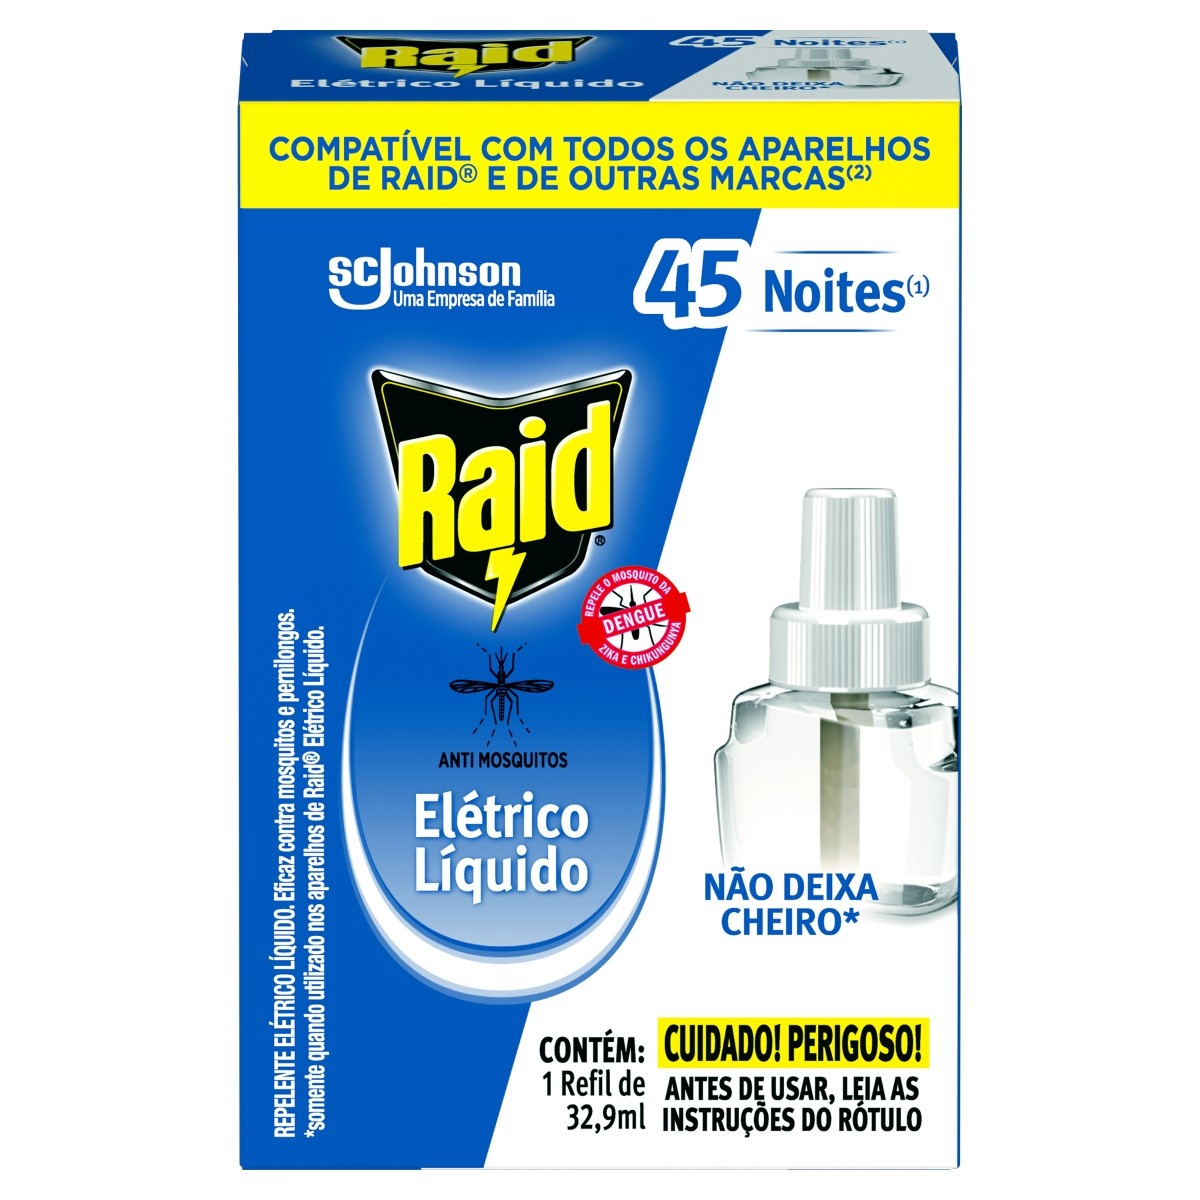 Raid
Elétrico Líquido
45 Noites(1)
NÃO DEIXA
CHEIRO*
COMPATÍVEL COM TODOS OS APARELHOS
DE RAID® E DE OUTRAS MARCAS(2)
SCJohnson
Uma Empresa de Família
45 Noites(1)
Raid®
REPELE O MOSQUITO DA
DENGUE
ZIKA E CHIKUNGUNYA
ANTI MOSQUITOS
Elétrico
Líquido
NÃO DEIXA
CHEIRO*
REPELENTE ELÉTRICO LÍQUIDO. Eficaz contra mosquitos e pernilongos.
*somente quando utilizado nos aparelhos de Raid® Elétrico Líquido.
CONTÉM:
1 Refil de
32,9ml
CUIDADO! PERIGOSO!
ANTES DE USAR, LEIA AS
INSTRUÇÕES DO RÓTULO